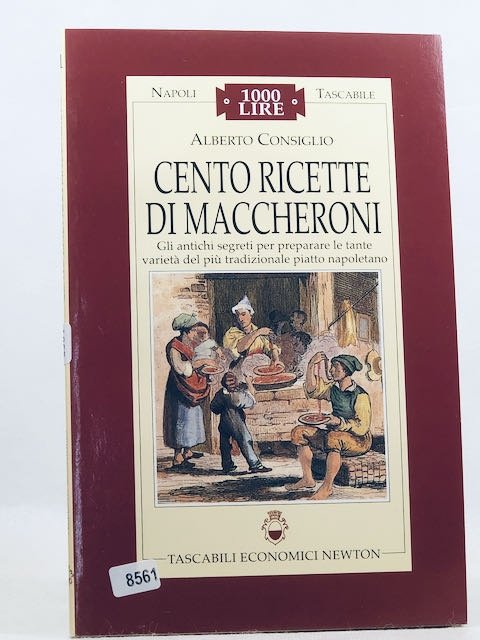 NAPOLI
1000
LIRE
TASCABILE
ALBERTO CONSIGLIO
CENTO RICETTE
DI MACCHERONI
Gli antichi segreti per preparare le tante
varietà del più tradizionale piatto napoletano
TASCABILI ECONOMICI NEWTON
8561